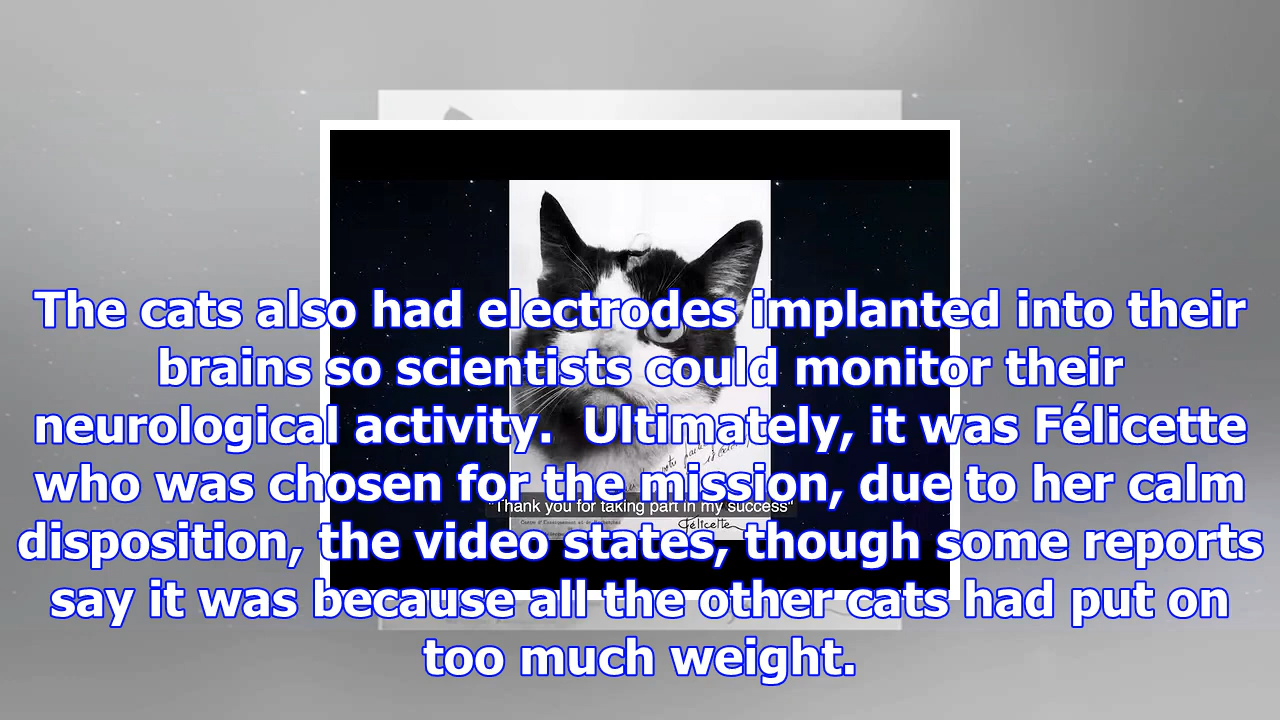 The cats also had electrodes implanted into their
brains so scientists could monitor their
neurological activity.  Ultimately, it was Félicette
who was chosen for the mission, due to her calm
disposition, the video states, though some reports
say it was because all the other cats had put on
too much weight.
"Thank you for taking part in my success"
Félicette